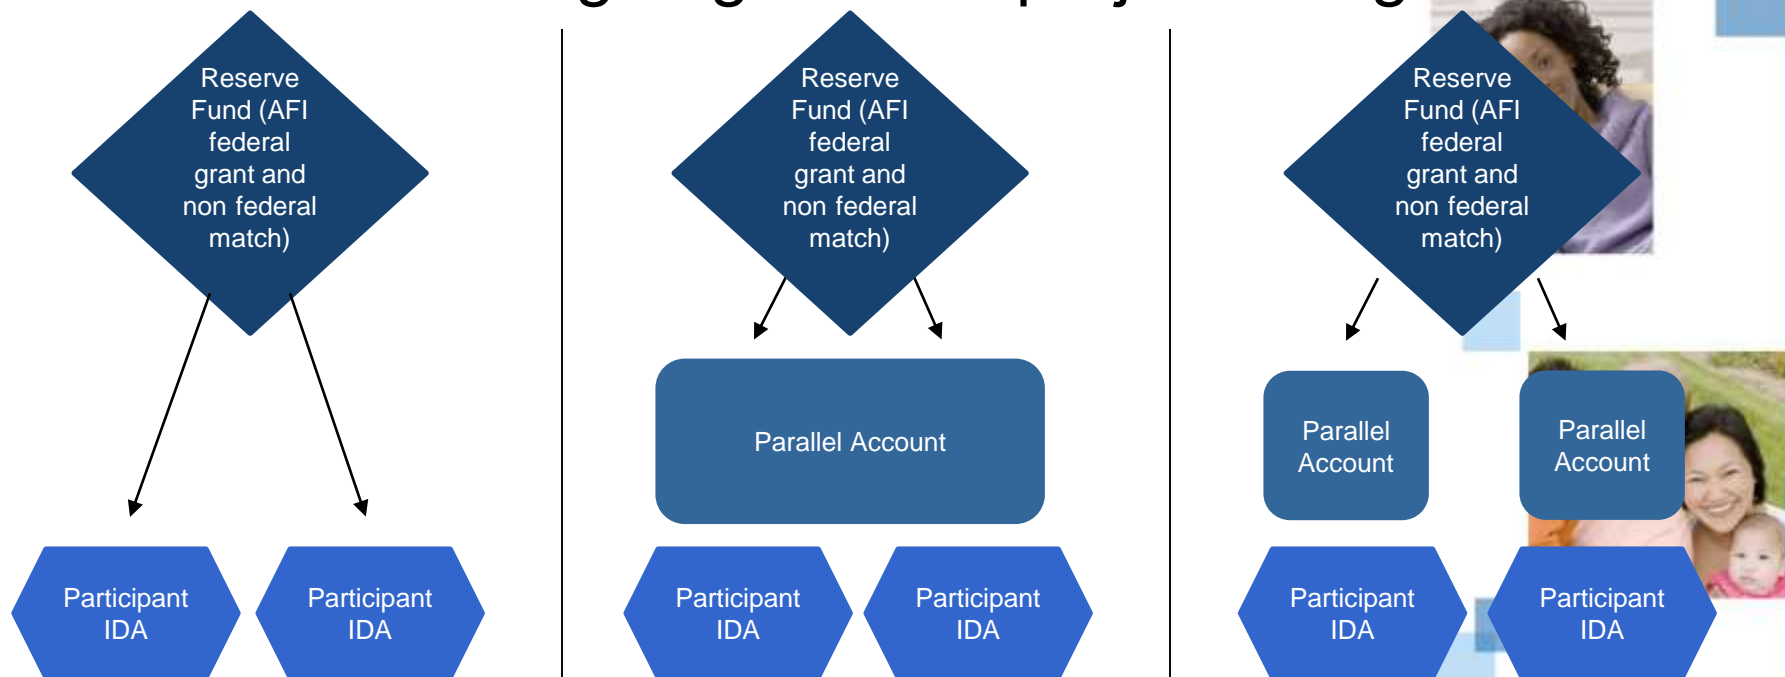 Reserve
Fund (AFI
federal
grant and
non federal
match)
Participant
IDA
Participant
IDA
Reserve
Fund (AFI
federal
grant and
non federal
match)
Parallel Account
Participant
IDA
Participant
IDA
Reserve
Fund (AFI
federal
grant and
non federal
match)
Parallel
Account
Parallel
Account
Participant
IDA
Participant
IDA